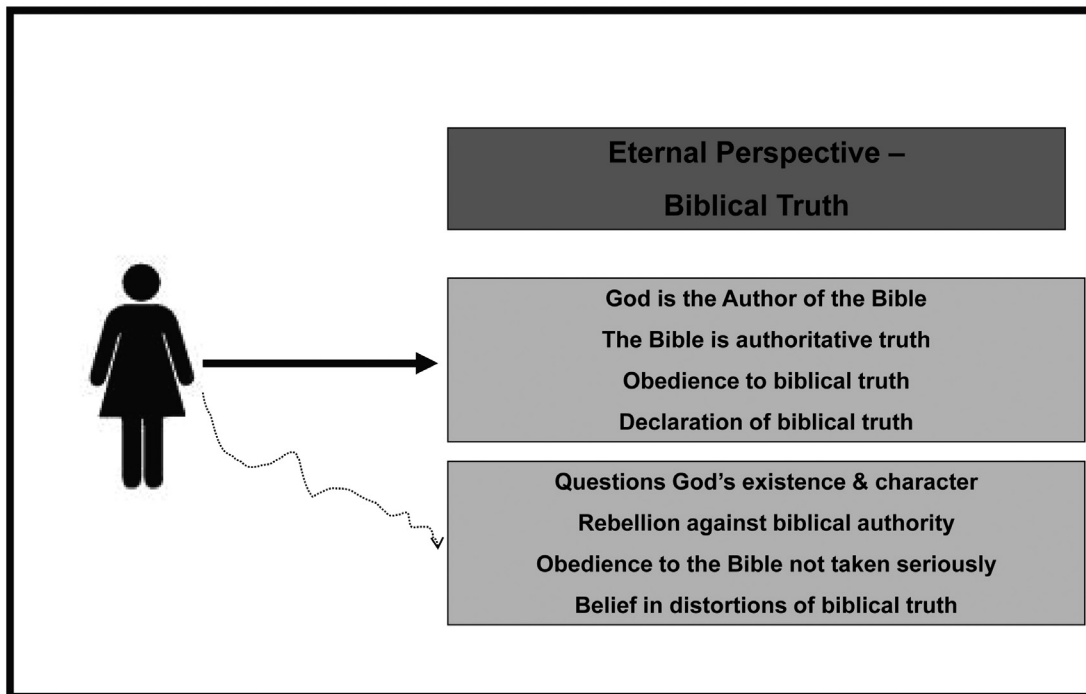 Eternal Perspective –
Biblical Truth
God is the Author of the Bible
The Bible is authoritative truth
Obedience to biblical truth
Declaration of biblical truth
Questions God’s existence & character
Rebellion against biblical authority
Obedience to the Bible not taken seriously
Belief in distortions of biblical truth